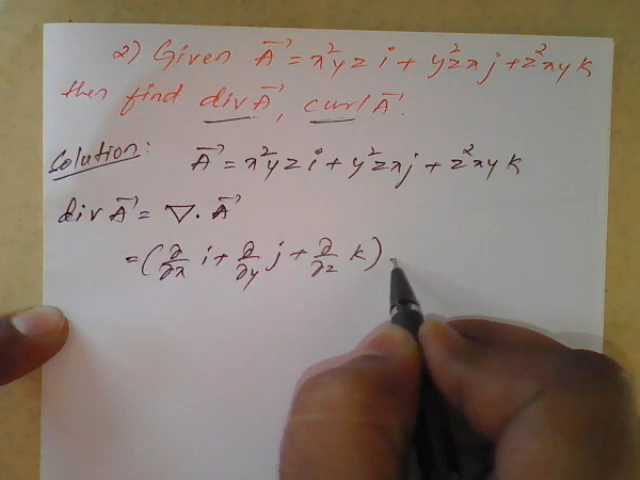 2) Given A⃗ = x²yz i + y²zx j + z²xy k
then find div A⃗, curl A⃗.
Solution: A⃗ = x²yz i + y²zx j + z²xy k
div A⃗ = ∇. A⃗
= (∂/∂x i + ∂/∂y j + ∂/∂z k) .